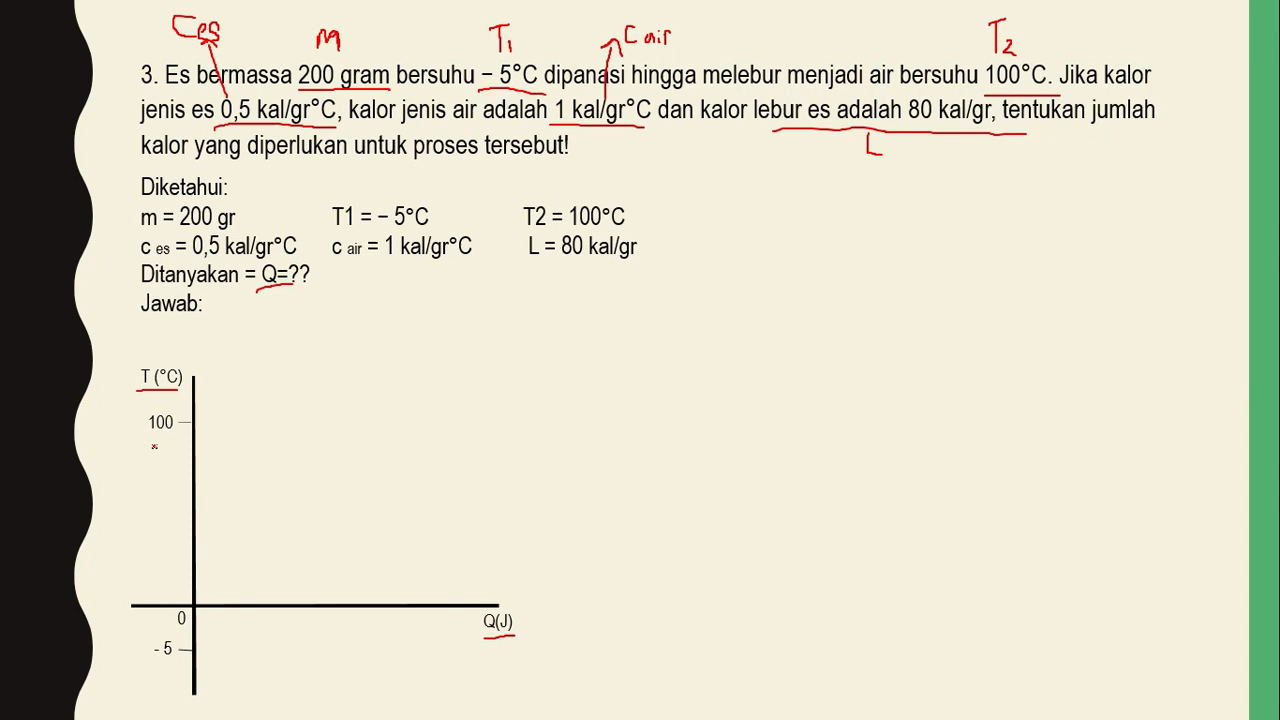 Ces m T1 C air T2
3. Es bermassa 200 gram bersuhu − 5°C dipanasi hingga melebur menjadi air bersuhu 100°C. Jika kalor
jenis es 0,5 kal/gr°C, kalor jenis air adalah 1 kal/gr°C dan kalor lebur es adalah 80 kal/gr, tentukan jumlah
L
kalor yang diperlukan untuk proses tersebut!
Diketahui:
m = 200 gr T1 = − 5°C T2 = 100°C
c es = 0,5 kal/gr°C c air = 1 kal/gr°C L = 80 kal/gr
Ditanyakan = Q=??
Jawab:
T (°C)
100
0
Q(J)
- 5